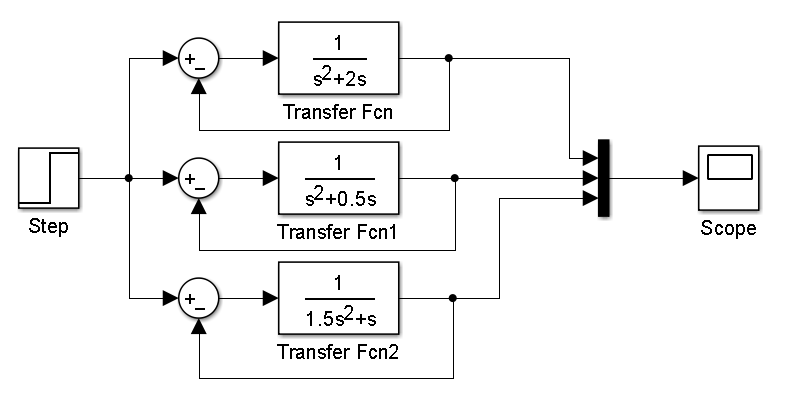 +
_
1
s2+2s
Transfer Fcn
Step
+
_
1
s2+0.5s
Transfer Fcn1
Scope
+
_
1
1.5s2+s
Transfer Fcn2